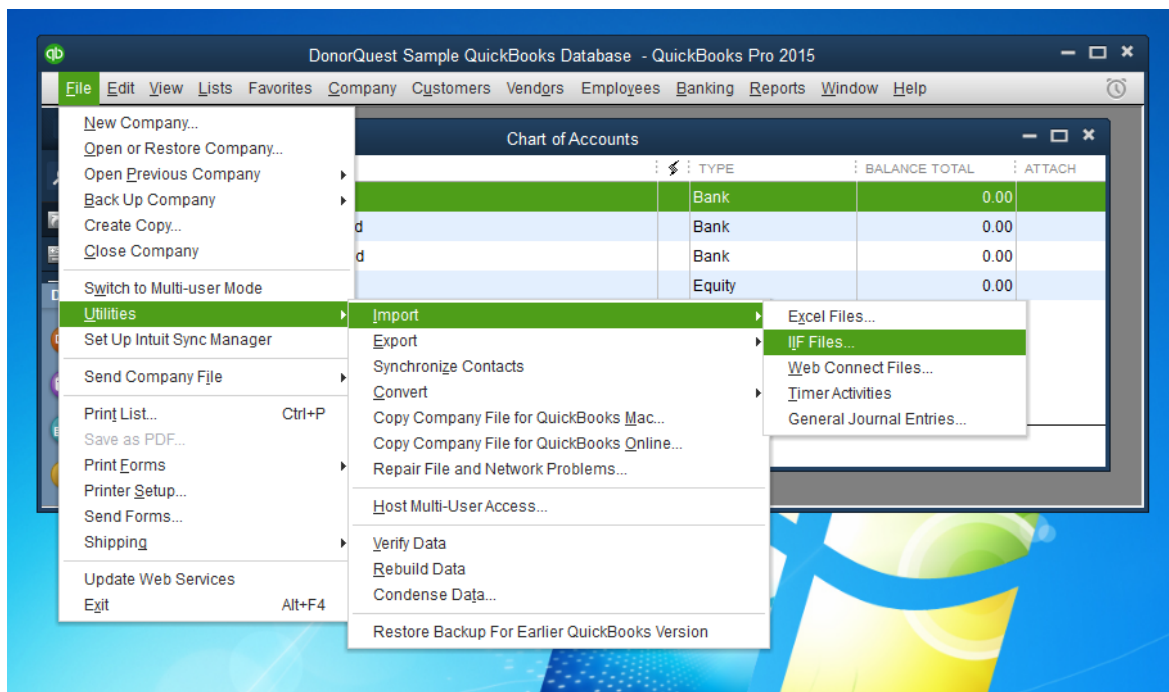 qb
DonorQuest Sample QuickBooks Database - QuickBooks Pro 2015
File Edit View Lists Favorites Company Customers Vendors Employees Banking Reports Window Help
Chart of Accounts
TYPE BALANCE TOTAL ATTACH
Bank 0.00
d Bank 0.00
d Bank 0.00
Equity 0.00
New Company...
Open or Restore Company...
Open Previous Company
Back Up Company
Create Copy...
Close Company
Switch to Multi-user Mode
Utilities
Set Up Intuit Sync Manager
Send Company File
Print List... Ctrl+P
Save as PDF...
Print Forms
Printer Setup...
Send Forms...
Shipping
Update Web Services
Exit Alt+F4
Import
Export
Synchronize Contacts
Convert
Copy Company File for QuickBooks Mac...
Copy Company File for QuickBooks Online...
Repair File and Network Problems...
Host Multi-User Access...
Verify Data
Rebuild Data
Condense Data...
Restore Backup For Earlier QuickBooks Version
Excel Files...
IIF Files...
Web Connect Files...
Timer Activities
General Journal Entries...